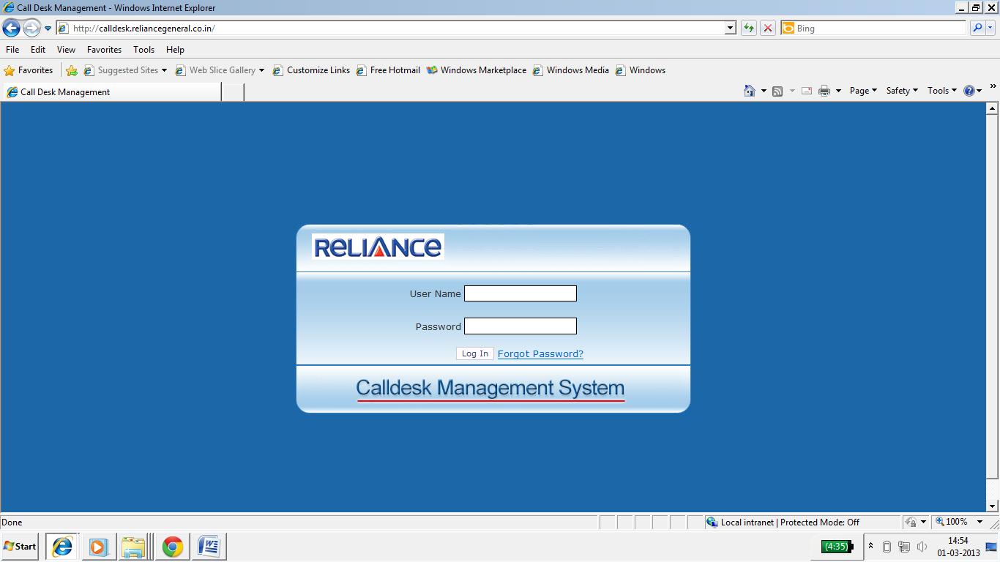 Call Desk Management - Windows Internet Explorer
http://calldesk.reliancegeneral.co.in/
Bing
File Edit View Favorites Tools Help
Favorites Suggested Sites Web Slice Gallery Customize Links Free Hotmail Windows Marketplace Windows Media Windows
Call Desk Management
Page Safety Tools »
RELIANCE
User Name
Password
Log In Forgot Password?
Calldesk Management System
Done
Local intranet | Protected Mode: Off
100%
Start
(4:35)
14:54
01-03-2013